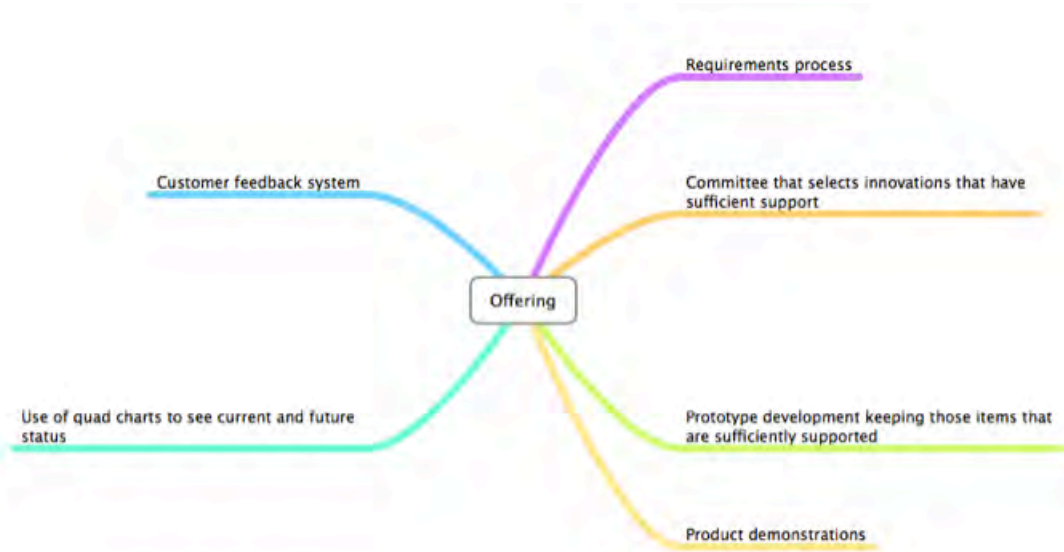 Requirements process
Customer feedback system
Committee that selects innovations that have
sufficient support
Offering
Use of quad charts to see current and future
status
Prototype development keeping those items that
are sufficiently supported
Product demonstrations